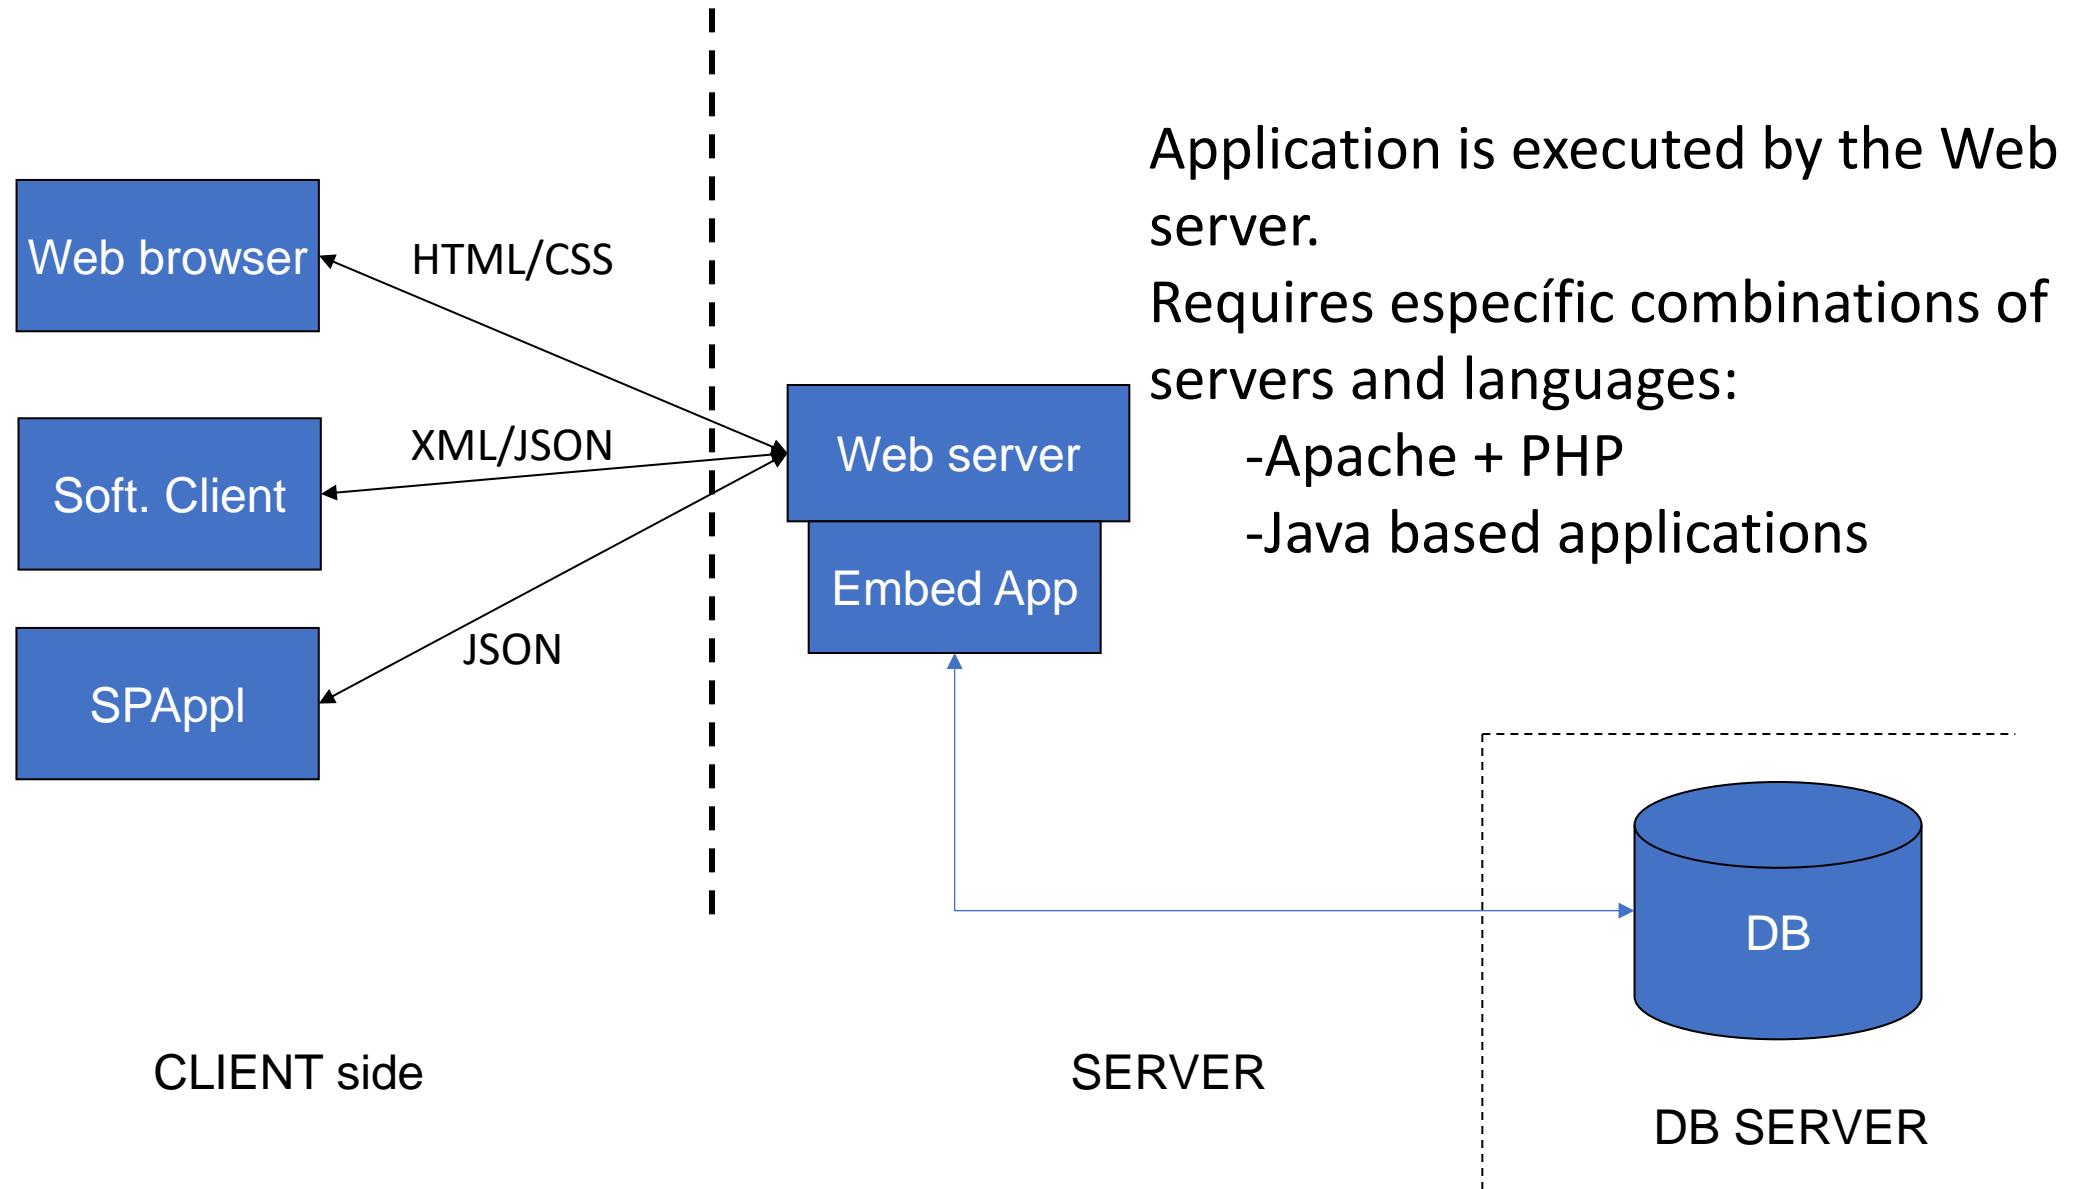 Application is executed by the Web
server.
Requires específic combinations of
servers and languages:
-Apache + PHP
-Java based applications
Web browser
HTML/CSS
Soft. Client
XML/JSON
SPAppl
JSON
Web server
Embed App
DB
CLIENT side
SERVER
DB SERVER